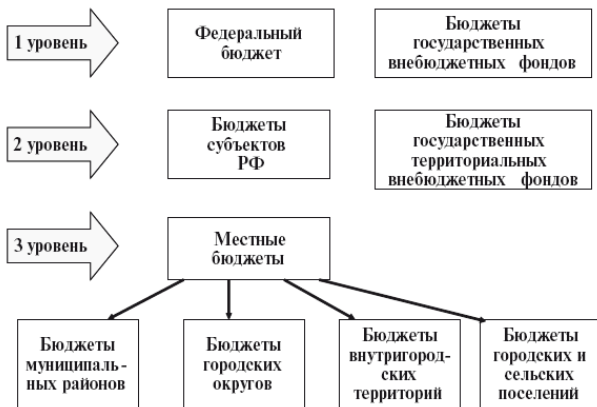 1 уровень
Федеральный
бюджет
Бюджеты
государственных
внебюджетных фондов
2 уровень
Бюджеты
субъектов
РФ
Бюджеты
государственных
территориальных
внебюджетных фондов
3 уровень
Местные
бюджеты
Бюджеты
муниципаль-
ных районов
Бюджеты
городских
округов
Бюджеты
внутригород-
ских
территорий
Бюджеты
городских и
сельских
поселений